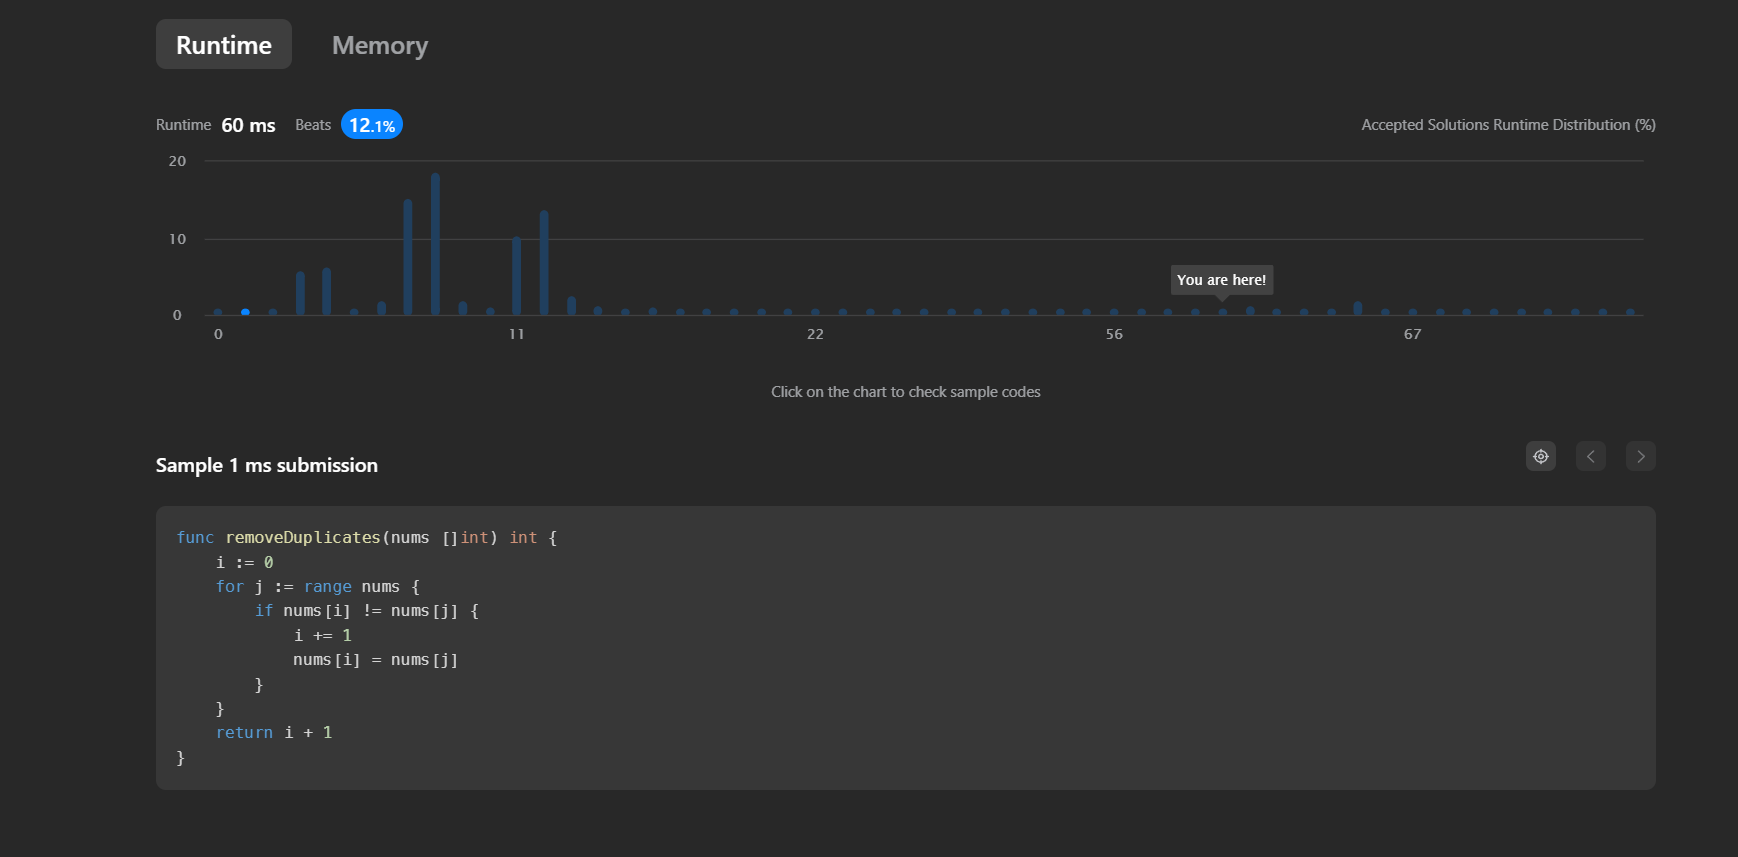 Runtime Memory
Runtime 60 ms Beats 12.1% Accepted Solutions Runtime Distribution (%)
20
10
You are here!
0
0 11 22 56 67
Click on the chart to check sample codes
Sample 1 ms submission
func removeDuplicates(nums []int) int {
    i := 0
    for j := range nums {
        if nums[i] != nums[j] {
            i += 1
            nums[i] = nums[j]
        }
    }
    return i + 1
}